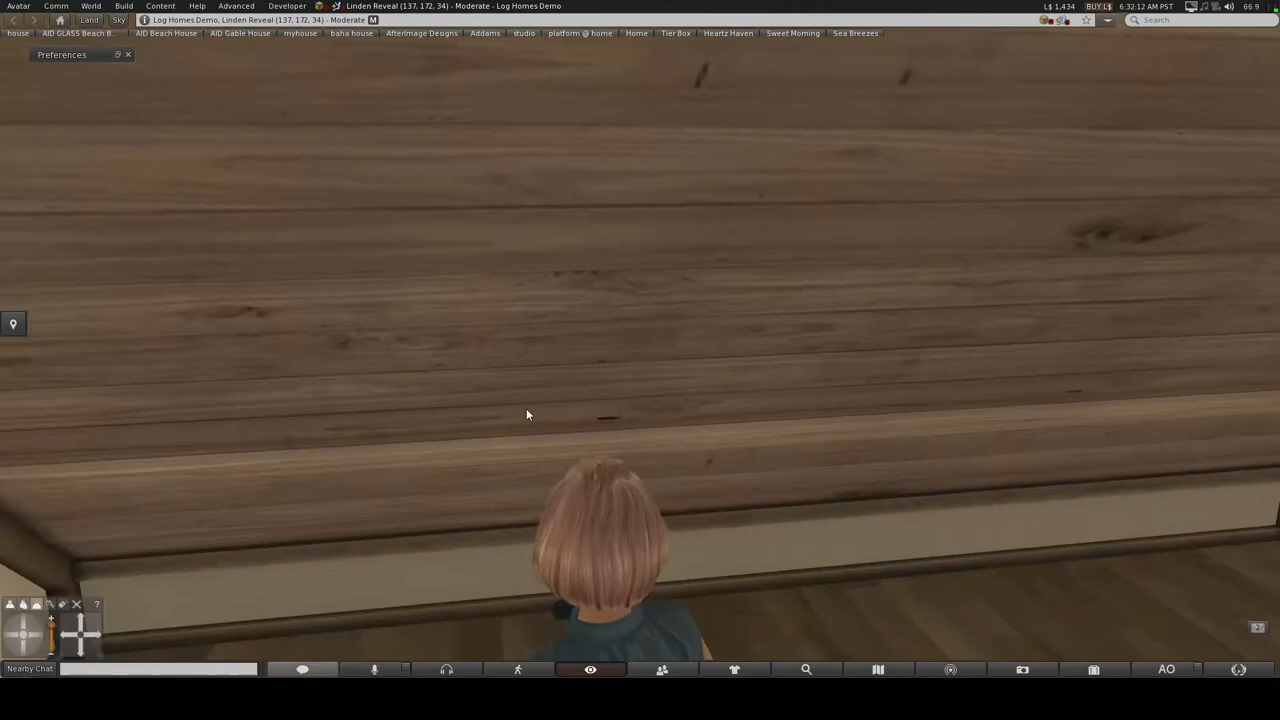 Avatar Comm World Build Content Help Advanced Developer Linden Reveal (137, 172, 34) - Moderate - Log Homes Demo L$ 1,434 BUY L$ 6:32:12 AM PST 66.9
Land Sky Log Homes Demo, Linden Reveal (137, 172, 34) - Moderate M Search
house AID GLASS Beach B... AID Beach House AID Gable House myhouse baha house AfterImage Designs Addams studio platform @ home Home Tier Box Heartz Haven Sweet Morning Sea Breezes
Preferences
?
Nearby Chat AO